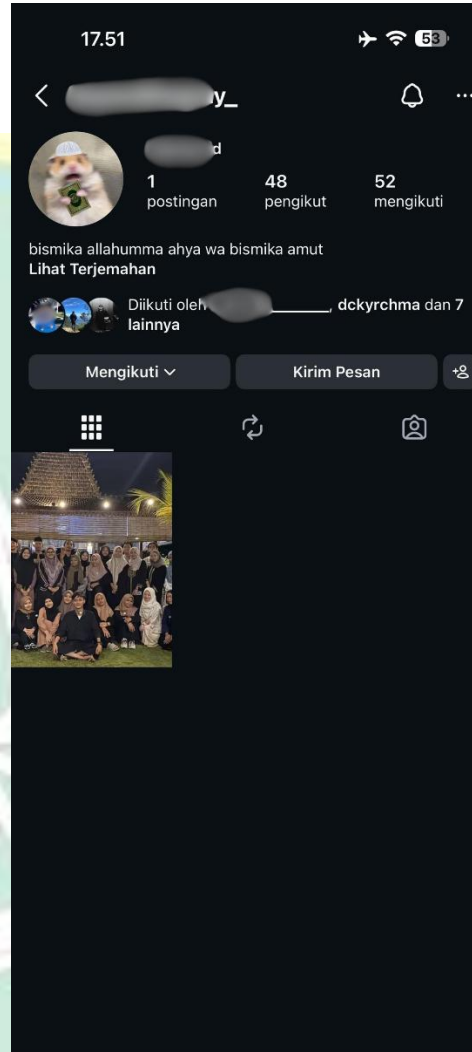 17.51
53
y_
d
1
48
52
postingan
pengikut
mengikuti
bismika allahumma ahya wa bismika amut
Lihat Terjemahan
Diikuti oleh , dckyrchma dan 7
lainnya
Mengikuti
Kirim Pesan